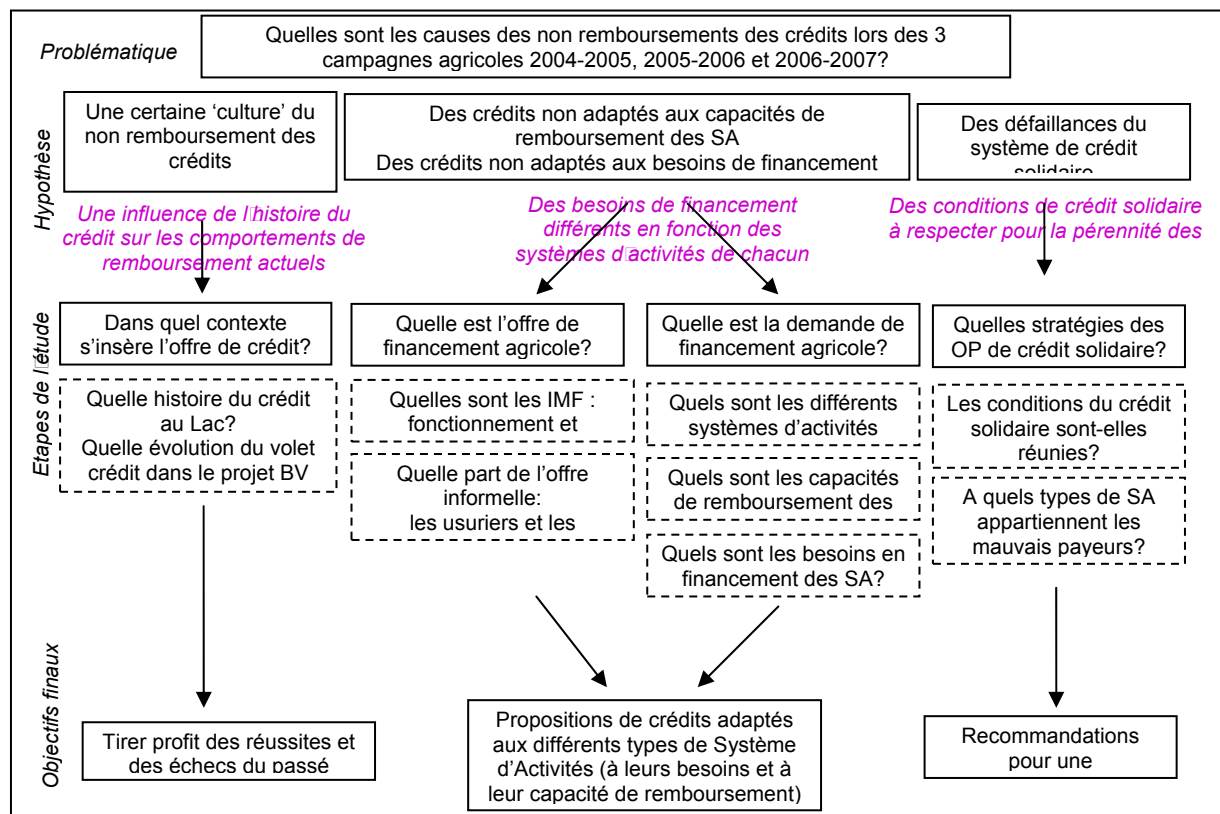 Problématique
Quelles sont les causes des non remboursements des crédits lors des 3
campagnes agricoles 2004-2005, 2005-2006 et 2006-2007?
Hypothèse
Une certaine ‘culture’ du
non remboursement des
crédits
Des crédits non adaptés aux capacités de
remboursement des SA
Des crédits non adaptés aux besoins de financement
Des défaillances du
système de crédit
solidaire
Une influence de l histoire du
crédit sur les comportements de
remboursement actuels
Des besoins de financement
différents en fonction des
systèmes d activités de chacun
Des conditions de crédit solidaire
à respecter pour la pérennité des
Etapes de l étude
Dans quel contexte
s’insère l’offre de crédit?
Quelle est l’offre de
financement agricole?
Quelle est la demande de
financement agricole?
Quelles stratégies des
OP de crédit solidaire?
Quelle histoire du crédit
au Lac?
Quelle évolution du volet
crédit dans le projet BV
Quelles sont les IMF :
fonctionnement et
Quelle part de l’offre
informelle:
les usuriers et les
Quels sont les différents
systèmes d’activités
Quels sont les capacités
de remboursement des
Quels sont les besoins en
financement des SA?
Les conditions du crédit
solidaire sont-elles
réunies?
A quels types de SA
appartiennent les
mauvais payeurs?
Objectifs finaux
Tirer profit des réussites et
des échecs du passé
Propositions de crédits adaptés
aux différents types de Système
d’Activités (à leurs besoins et à
leur capacité de remboursement)
Recommandations
pour une